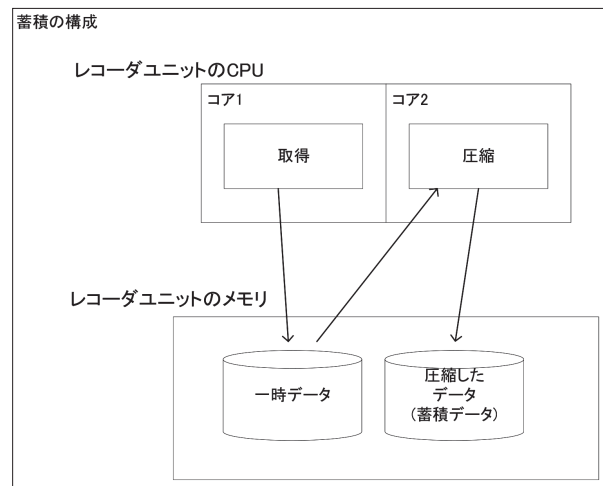 蓄積の構成
レコーダユニットのCPU
コア1
コア2
取得
圧縮
レコーダユニットのメモリ
一時データ
圧縮した
データ
(蓄積データ)